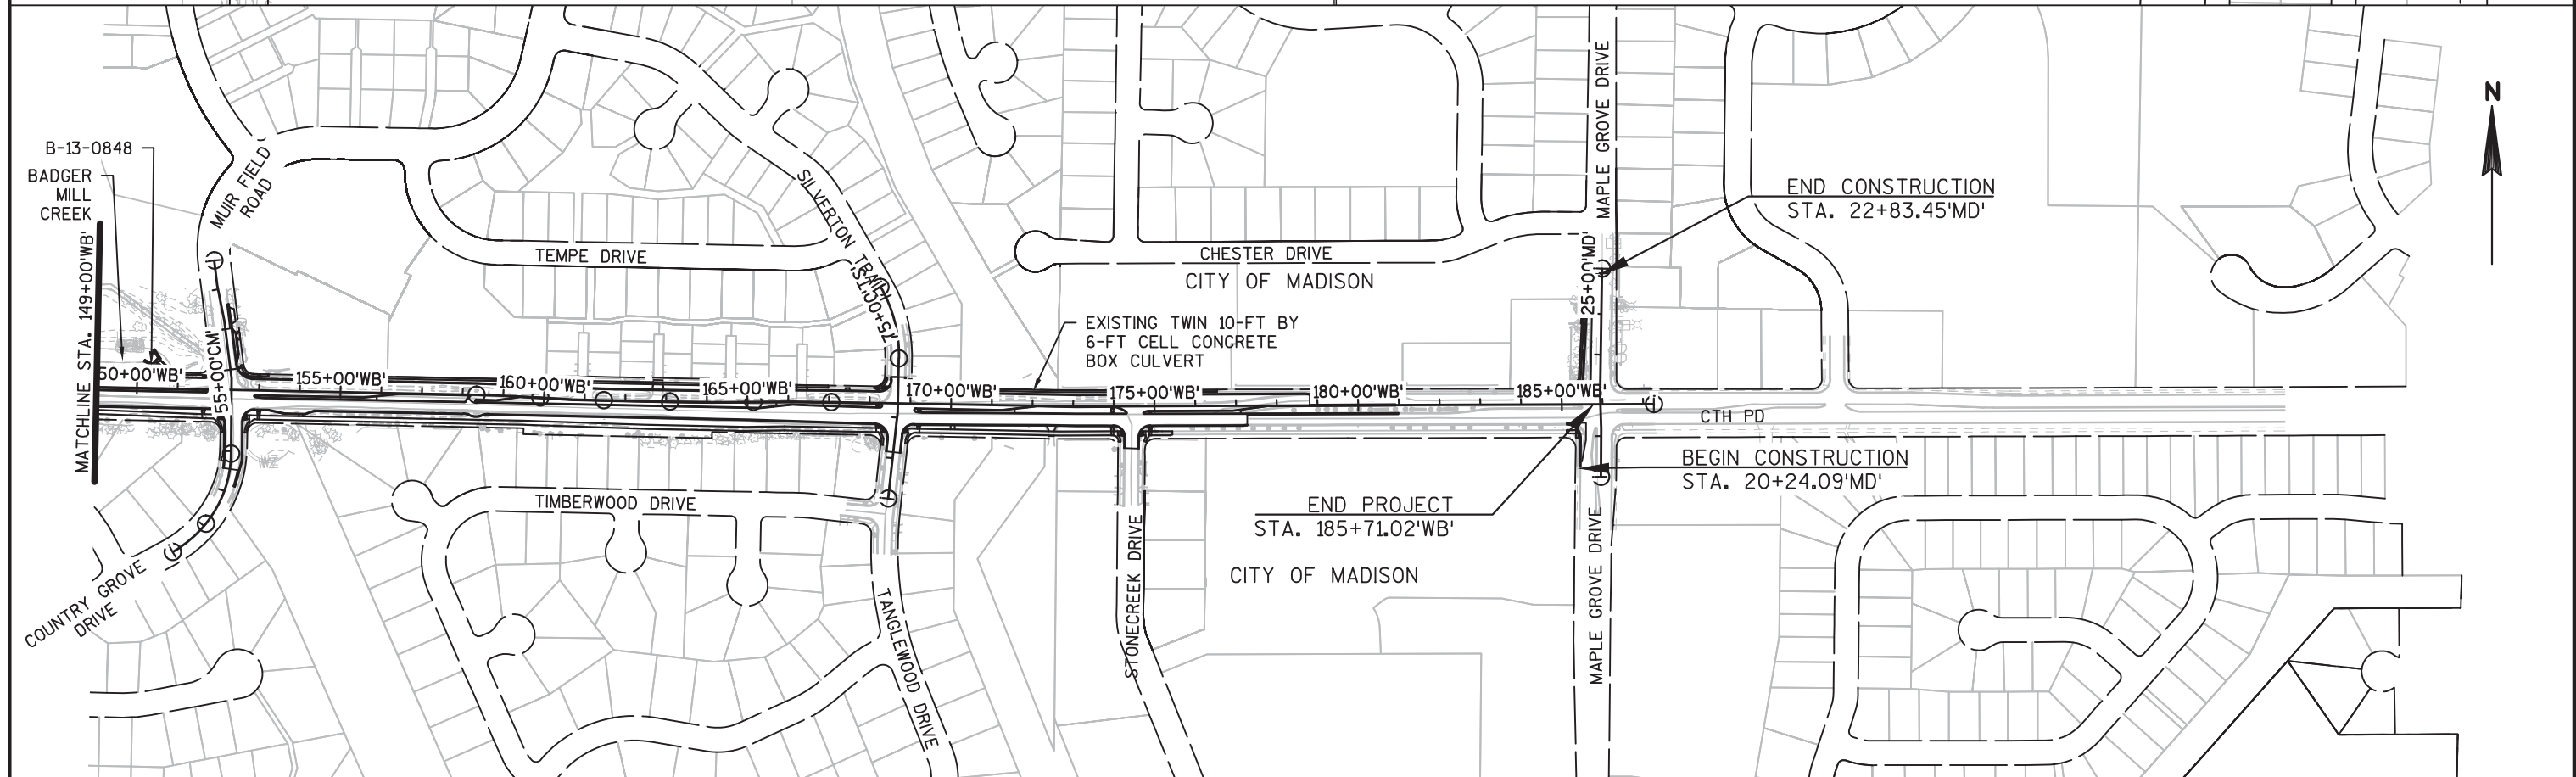 N
B-13-0848
BADGER
MILL
CREEK
MATCHLINE STA. 149+00'WB'
MUIR FIELD
ROAD
SILVERTON TRAIL
TEMPE DRIVE
CHESTER DRIVE
CITY OF MADISON
MAPLE GROVE DRIVE
END CONSTRUCTION
STA. 22+83.45'MD'
25+00'MD'
EXISTING TWIN 10-FT BY
6-FT CELL CONCRETE
BOX CULVERT
55+00'CM'
50+00'WB'
155+00'WB'
160+00'WB'
165+00'WB'
170+00'WB'
175+00'WB'
180+00'WB'
185+00'WB'
CTH PD
BEGIN CONSTRUCTION
STA. 20+24.09'MD'
END PROJECT
STA. 185+71.02'WB'
CITY OF MADISON
TIMBERWOOD DRIVE
COUNTRY GROVE
DRIVE
TANGLEWOOD DRIVE
STONECREEK DRIVE
MAPLE GROVE DRIVE